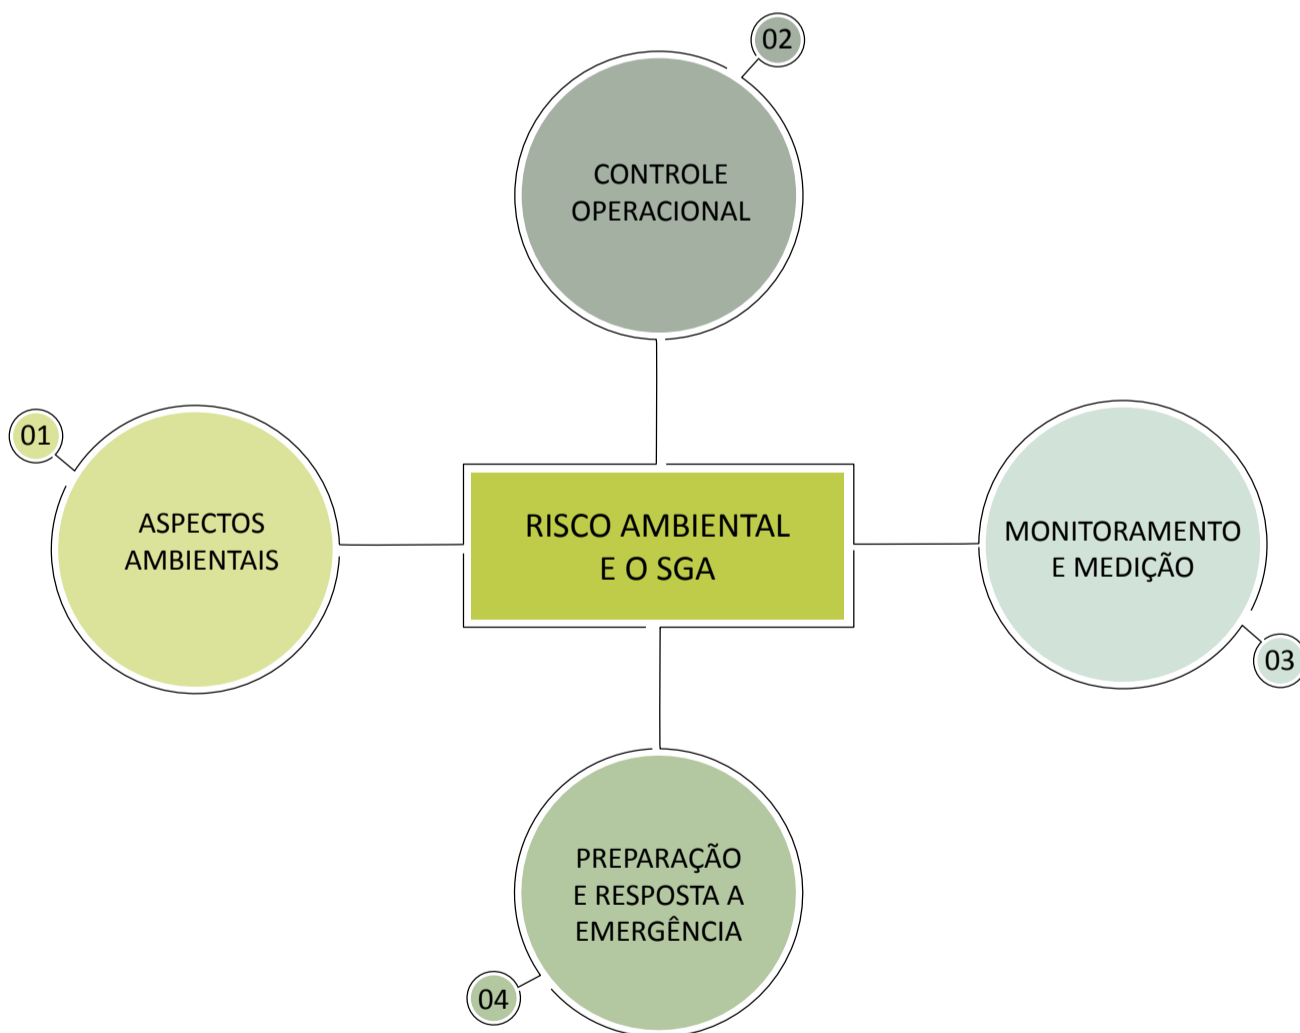 02
CONTROLE
OPERACIONAL
01
ASPECTOS
AMBIENTAIS
RISCO AMBIENTAL
E O SGA
MONITORAMENTO
E MEDIÇÃO
03
PREPARAÇÃO
E RESPOSTA A
EMERGÊNCIA
04